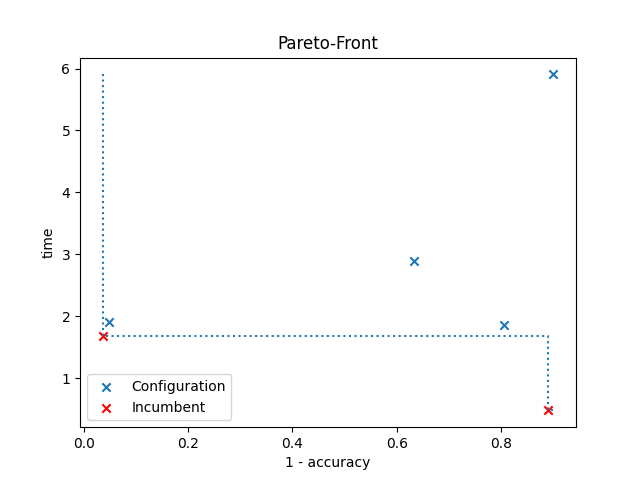 Pareto-Front
6
5
4
3
2
1
time
Configuration
Incumbent
0.0 0.2 0.4 0.6 0.8
1 - accuracy